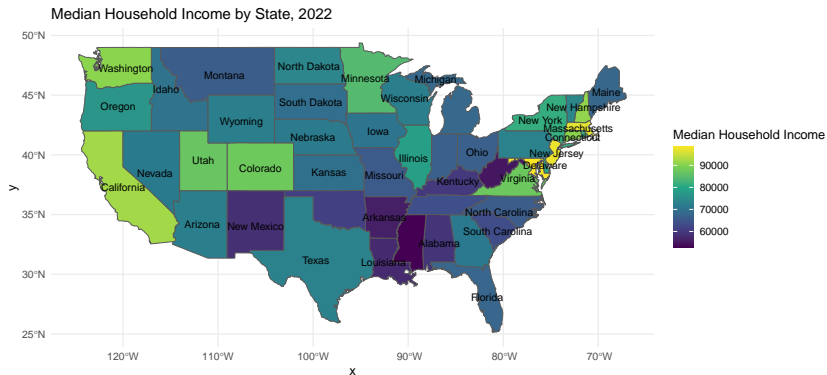 Median Household Income by State, 2022
50°N
45°N
40°N
35°N
30°N
25°N
y
120°W
110°W
100°W
90°W
80°W
70°W
x
Washington
Montana
North Dakota
Minnesota
Michigan
Maine
Idaho
Oregon
South Dakota
Wisconsin
New Hampshire
New York
Wyoming
Massachusetts
Iowa
Connecticut
Nebraska
Utah
Illinois
Ohio
New Jersey
Colorado
Delaware
Nevada
Kansas
Missouri
Virginia
California
Kentucky
Arizona
New Mexico
Arkansas
North Carolina
South Carolina
Alabama
Texas
Louisiana
Florida
Median Household Income
90000
80000
70000
60000